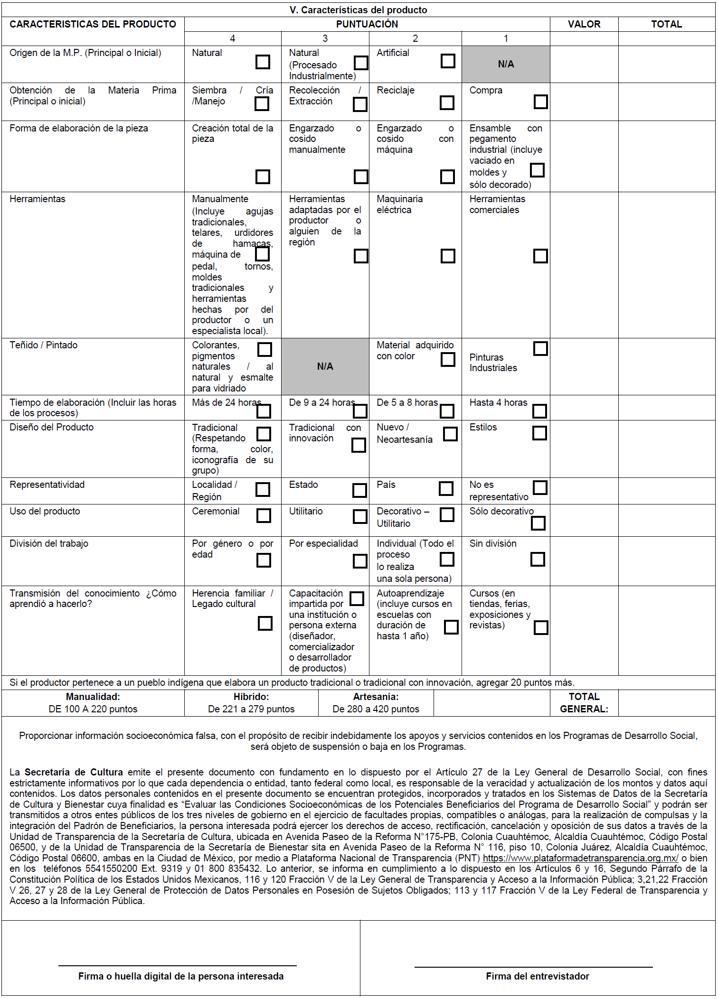 V. Características del producto
CARACTERISTICAS DEL PRODUCTO
PUNTUACIÓN
VALOR
TOTAL
4
3
2
1
Origen de la M.P. (Principal o Inicial)
Natural
Natural
(Procesado
Industrialmente)
Artificial
N/A
Obtención de la Materia Prima
(Principal o inicial)
Siembra / Cría
/Manejo
Recolección /
Extracción
Reciclaje
Compra
Forma de elaboración de la pieza
Creación total de la
pieza
Engarzado o
cosido
manualmente
Engarzado o
cosido con
máquina
Ensamble con
pegamento
industrial (incluye
vaciado en
moldes y
sólo decorado)
Herramientas
Manualmente
(Incluye agujas
tradicionales,
telares, urdidores
de hamacas,
máquina de
pedal, tornos,
moldes
tradicionales y
herramientas
hechas por del
productor o un
especialista local).
Herramientas
adaptadas por el
productor o
alguien de la
región
Maquinaria
eléctrica
Herramientas
comerciales
Teñido / Pintado
Colorantes,
pigmentos
naturales / al
natural y esmalte
para vidriado
N/A
Material adquirido
con color
Pinturas
Industriales
Tiempo de elaboración (Incluir las horas
de los procesos)
Más de 24 horas
De 9 a 24 horas
De 5 a 8 horas
Hasta 4 horas
Diseño del Producto
Tradicional
(Respetando
forma, color,
iconografía de su
grupo)
Tradicional con
innovación
Nuevo /
Neoartesanía
Estilos
Representatividad
Localidad /
Región
Estado
País
No es
representativo
Uso del producto
Ceremonial
Utilitario
Decorativo –
Utilitario
Sólo decorativo
División del trabajo
Por género o por
edad
Por especialidad
Individual (Todo el
proceso
lo realiza
una sola persona)
Sin división
Transmisión del conocimiento ¿Cómo
aprendió a hacerlo?
Herencia familiar /
Legado cultural
Capacitación
impartida por
una institución o
persona externa
(diseñador,
comercializador
o desarrollador
de productos)
Autoaprendizaje
(incluye cursos en
escuelas con
duración de
hasta 1 año)
Cursos (en
tiendas, ferias,
exposiciones y
revistas)
Si el productor pertenece a un pueblo indígena que elabora un producto tradicional o tradicional con innovación, agregar 20 puntos más.
Manualidad:
DE 100 A 220 puntos
Híbrido:
De 221 a 279 puntos
Artesanía:
De 280 a 420 puntos
TOTAL
GENERAL:
Proporcionar información socioeconómica falsa, con el propósito de recibir indebidamente los apoyos y servicios contenidos en los Programas de Desarrollo Social,
será objeto de suspensión o baja en los Programas.
La Secretaría de Cultura emite el presente documento con fundamento en lo dispuesto por el Artículo 27 de la Ley General de Desarrollo Social, con fines
estrictamente informativos por lo que cada dependencia o entidad, tanto federal como local, es responsable de la veracidad y actualización de los montos y datos aquí
contenidos. Los datos personales contenidos en el presente documento se encuentran protegidos, incorporados y tratados en los Sistemas de Datos de la Secretaría
de Cultura y Bienestar cuya finalidad es “Evaluar las Condiciones Socioeconómicas de los Potenciales Beneficiarios del Programa de Desarrollo Social” y podrán ser
transmitidos a otros entes públicos de los tres niveles de gobierno en el ejercicio de facultades propias, compatibles o análogas, para la realización de compulsas y la
integración del Padrón de Beneficiarios, la persona interesada podrá ejercer los derechos de acceso, rectificación, cancelación y oposición de sus datos a través de la
Unidad de Transparencia de la Secretaría de Cultura, ubicada en Avenida Paseo de la Reforma N°175-PB, Colonia Cuauhtémoc, Alcaldía Cuauhtémoc, Código Postal
06500, y de la Unidad de Transparencia de la Secretaría de Bienestar sita en Avenida Paseo de la Reforma N° 116, piso 10, Colonia Juárez, Alcaldía Cuauhtémoc,
Código Postal 06600, ambas en la Ciudad de México, por medio a Plataforma Nacional de Transparencia (PNT) https://www.plataformadetransparencia.org.mx/ o bien
en los teléfonos 5541550200 Ext. 9319 y 01 800 835432. Lo anterior, se informa en cumplimiento a lo dispuesto en los Artículos 6 y 16, Segundo Párrafo de la
Constitución Política de los Estados Unidos Mexicanos, 116 y 120 Fracción V de la Ley General de Transparencia y Acceso a la Información Pública; 3,21,22 Fracción
V 26, 27 y 28 de la Ley General de Protección de Datos Personales en Posesión de Sujetos Obligados; 113 y 117 Fracción V de la Ley Federal de Transparencia y
Acceso a la Información Pública.
Firma o huella digital de la persona interesada
Firma del entrevistador